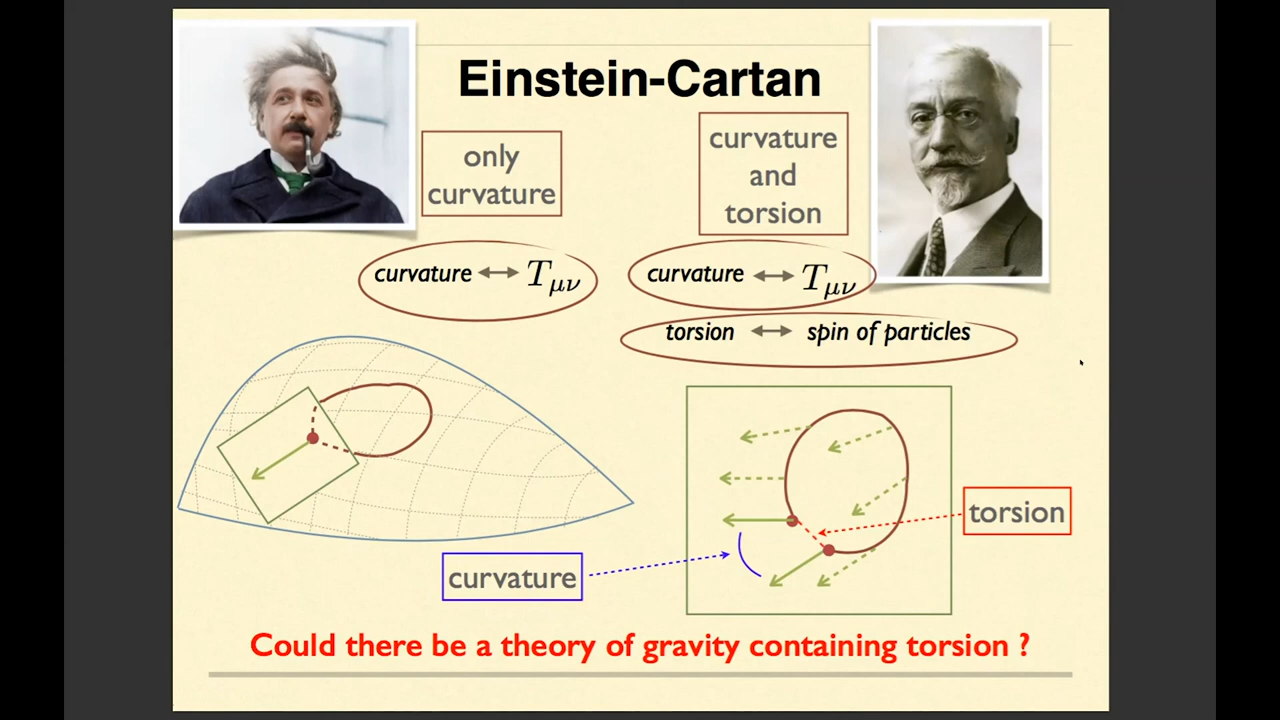 Einstein-Cartan
only
curvature
curvature
and
torsion
curvature ↔ Tμν
curvature ↔ Tμν
torsion ↔ spin of particles
torsion
curvature
Could there be a theory of gravity containing torsion ?